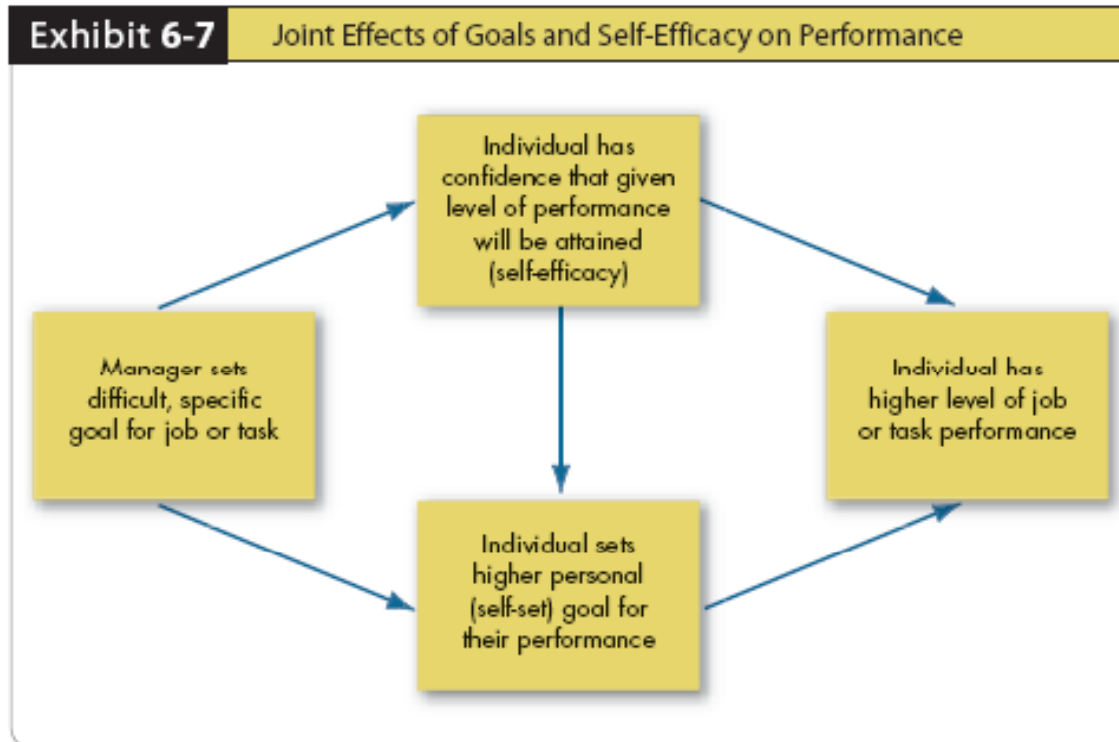 Exhibit 6-7
Joint Effects of Goals and Self-Efficacy on Performance
Individual has
confidence that given
level of performance
will be attained
(self-efficacy)
Manager sets
difficult, specific
goal for job or task
Individual has
higher level of job
or task performance
Individual sets
higher personal
(self-set) goal for
their performance